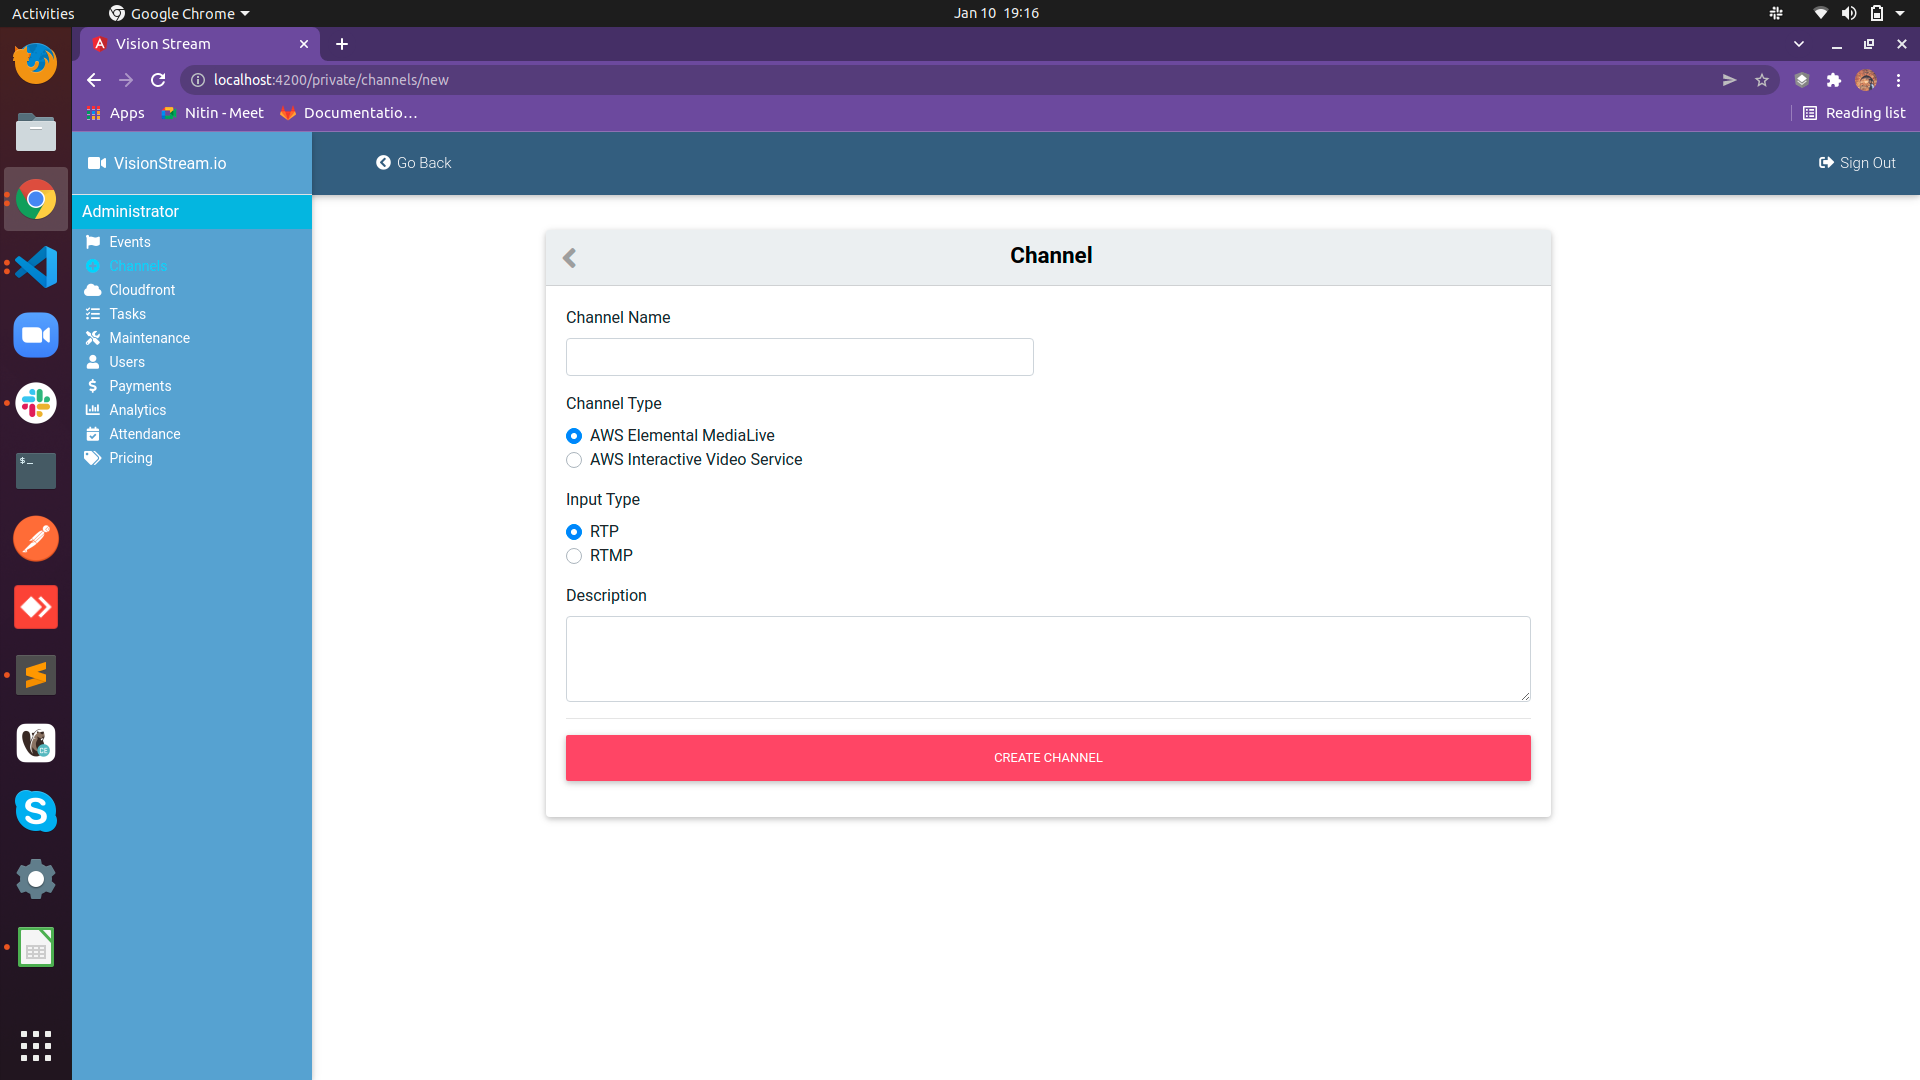 Activities Google Chrome Jan 10 19:16
Vision Stream
localhost:4200/private/channels/new
Apps Nitin - Meet Documentatio… Reading list
VisionStream.io Go Back Sign Out
Administrator
Events
Channels
Cloudfront
Tasks
Maintenance
Users
Payments
Analytics
Attendance
Pricing
Channel
Channel Name
Channel Type
AWS Elemental MediaLive
AWS Interactive Video Service
Input Type
RTP
RTMP
Description
CREATE CHANNEL